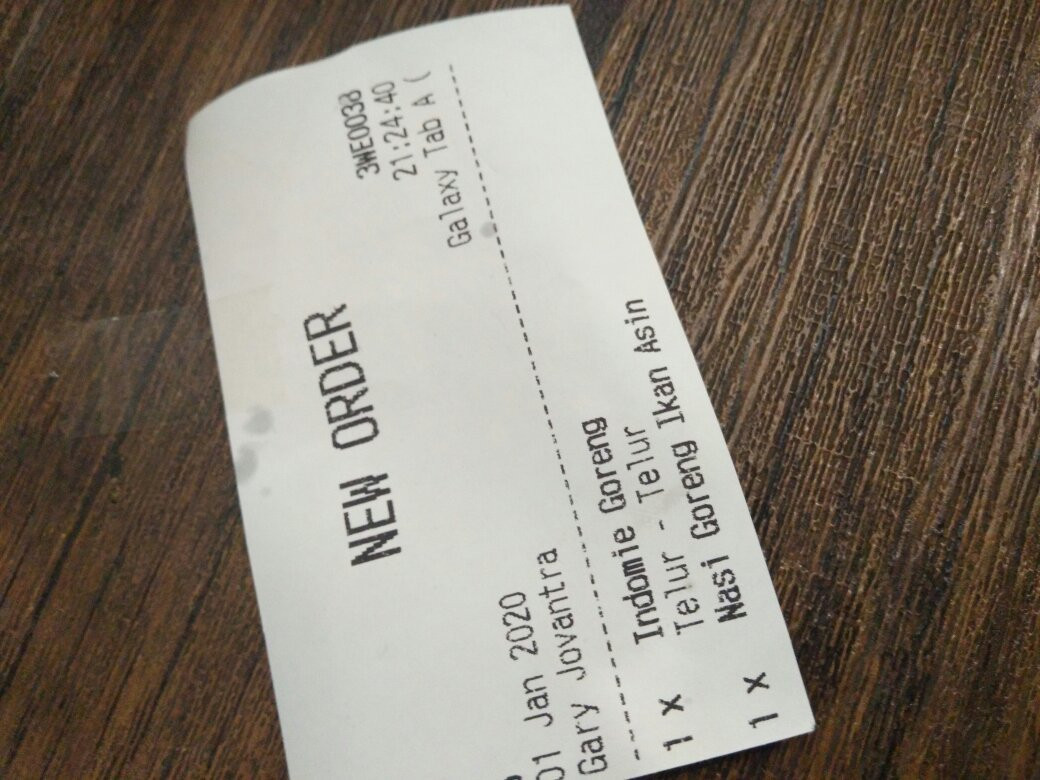 NEW ORDER
3WE0038
01 Jan 2020 21:24:40
Gary Jovantra Galaxy Tab A (
1 x Indomie Goreng
Telur - Telur
1 x Nasi Goreng Ikan Asin